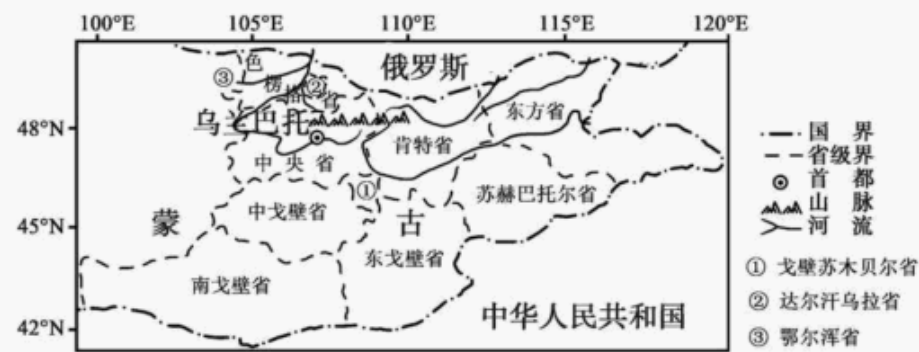 100°E 105°E 110°E 115°E 120°E
俄罗斯
色
③ 楞 ②
格 省
东方省
48°N
乌兰巴托
肯特省
中央省
①
苏赫巴托尔省
蒙 中戈壁省 古
45°N
东戈壁省
南戈壁省
中华人民共和国
42°N
国 界
省级界
首 都
山 脉
河 流
① 戈壁苏木贝尔省
② 达尔汗乌拉省
③ 鄂尔浑省